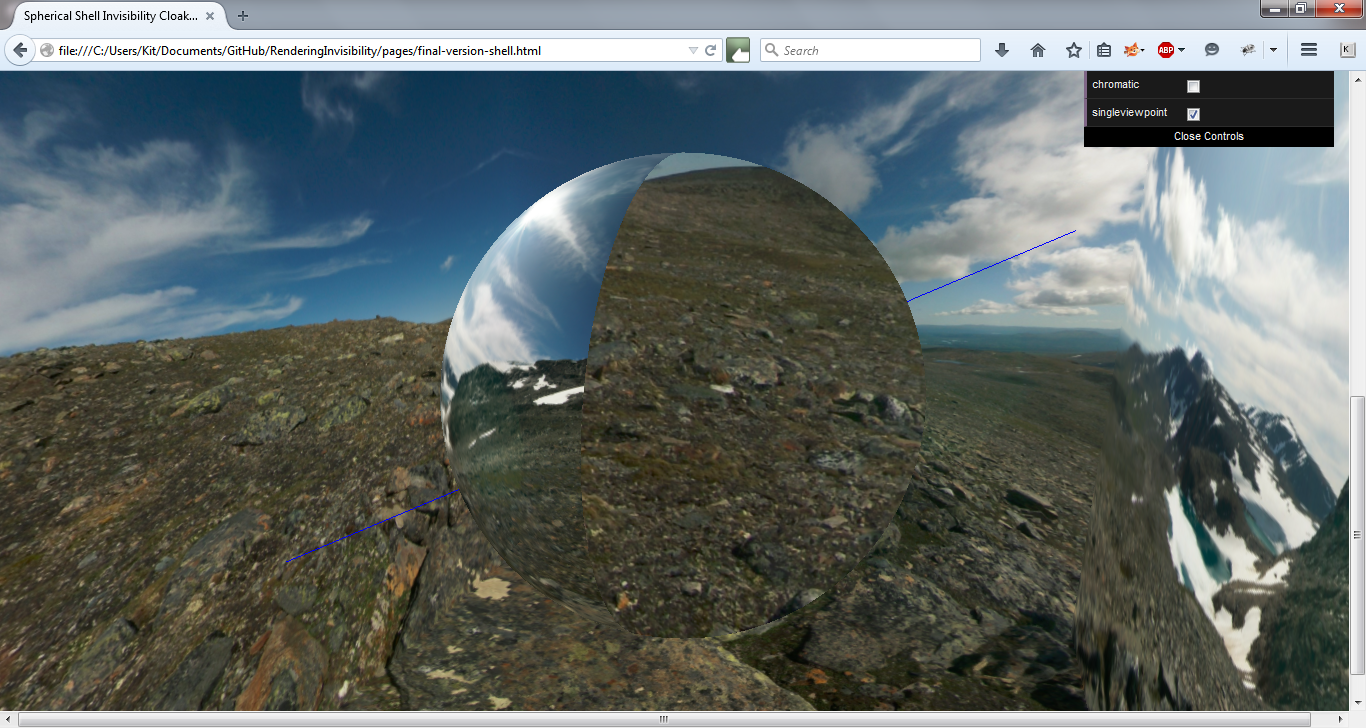 Spherical Shell Invisibility Cloak...
file:///C:/Users/Kit/Documents/GitHub/RenderingInvisibility/pages/final-version-shell.html
Search
ABP
K
chromatic
singleviewpoint
Close Controls